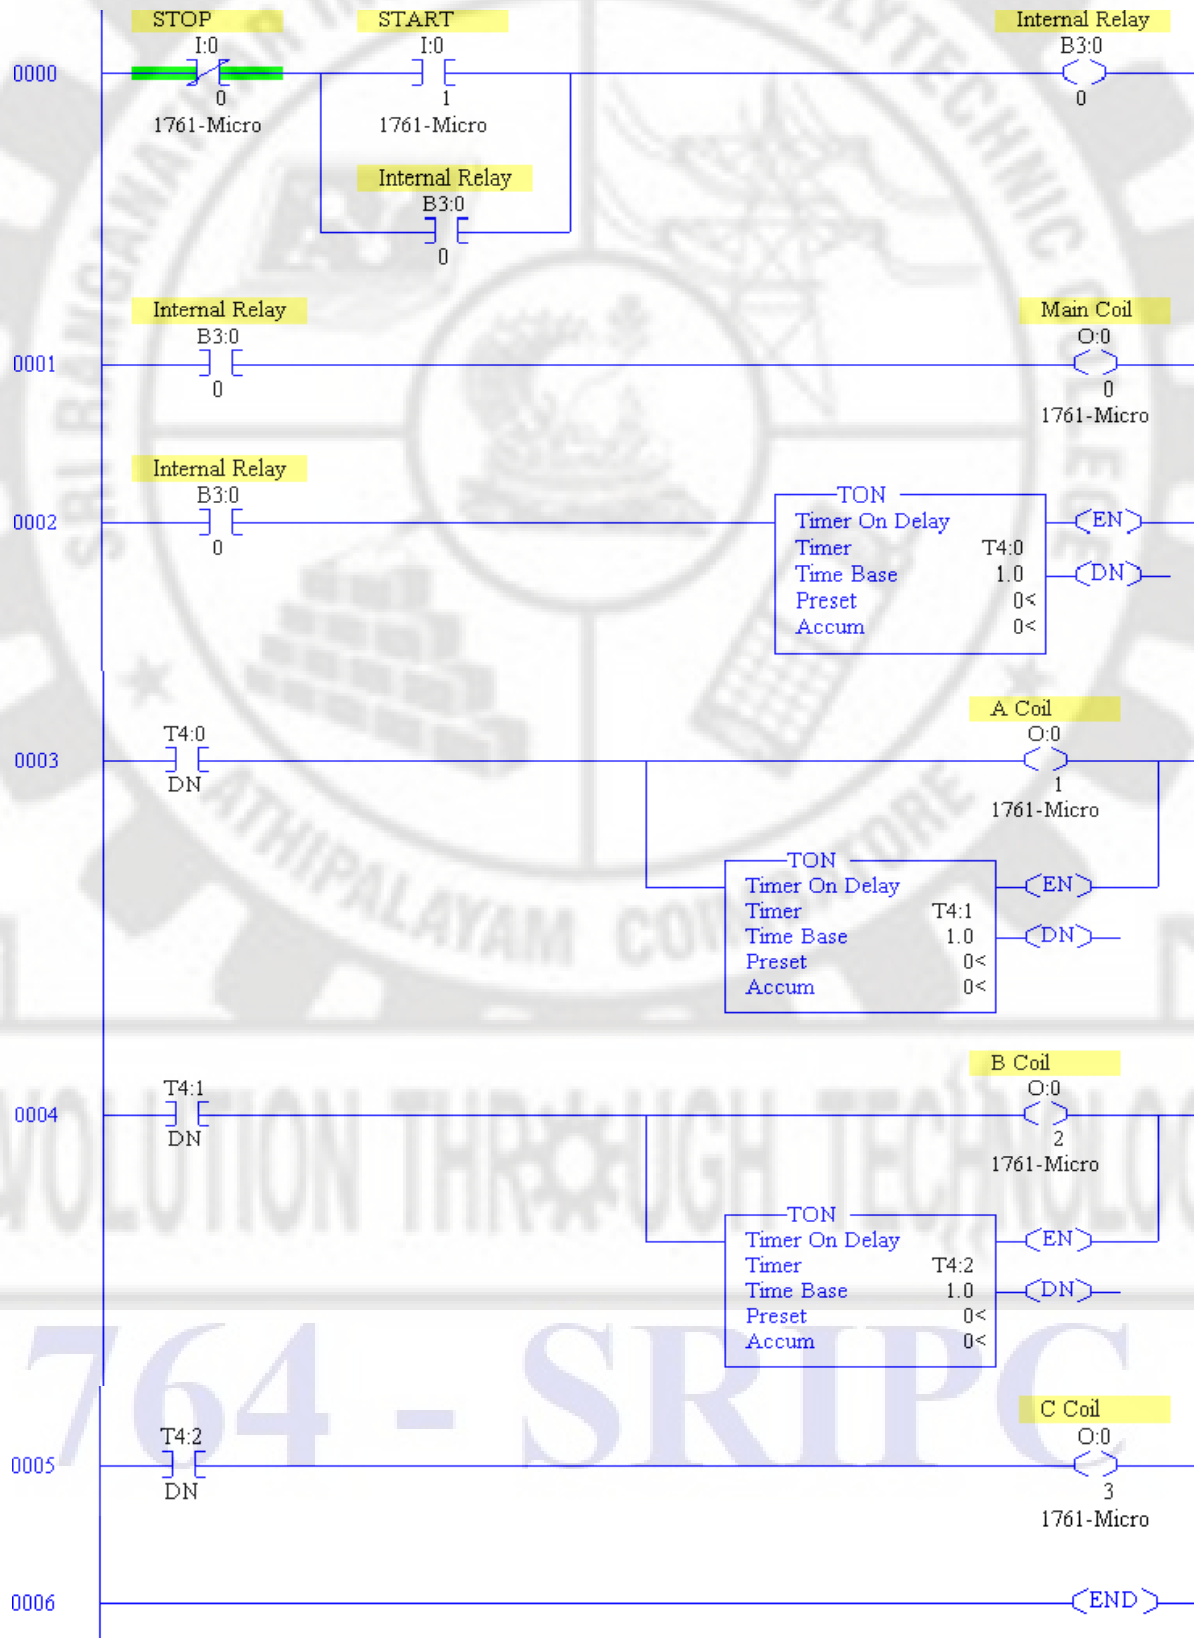 STOP START Internal Relay
I:0 I:0 B3:0
0000
0 1 0
1761-Micro 1761-Micro
Internal Relay
B3:0
0
Internal Relay Main Coil
B3:0 O:0
0001
0 0
1761-Micro
Internal Relay
B3:0
0002
0
TON
Timer On Delay EN
Timer T4:0
Time Base 1.0 DN
Preset 0<
Accum 0<
A Coil
T4:0 O:0
0003
DN 1
1761-Micro
TON
Timer On Delay EN
Timer T4:1
Time Base 1.0 DN
Preset 0<
Accum 0<
B Coil
T4:1 O:0
0004
DN 2
1761-Micro
TON
Timer On Delay EN
Timer T4:2
Time Base 1.0 DN
Preset 0<
Accum 0<
C Coil
T4:2 O:0
0005
DN 3
1761-Micro
0006 END
POLYTECHNIC COLLEGE
ATHIPALAYAM COIMBATORE
764 - SRIPC